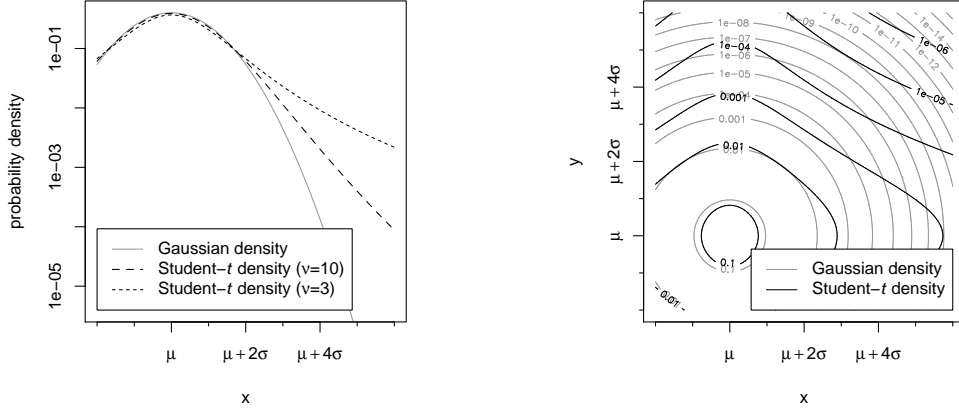 probability density
1e−01
1e−03
1e−05
Gaussian density
Student−t density (ν=10)
Student−t density (ν=3)
μ
μ + 2σ
μ + 4σ
x
y
μ + 4σ
μ + 2σ
μ
1e−08
1e−09
1e−10
1e−11
1e−12
1e−14
1e−07
1e−04
1e−06
1e−06
1e−05
1e−05
0.001
1e−04
0.001
0.01
0.01
0.1
0.1
0.01
Gaussian density
Student−t density
μ
μ + 2σ
μ + 4σ
x